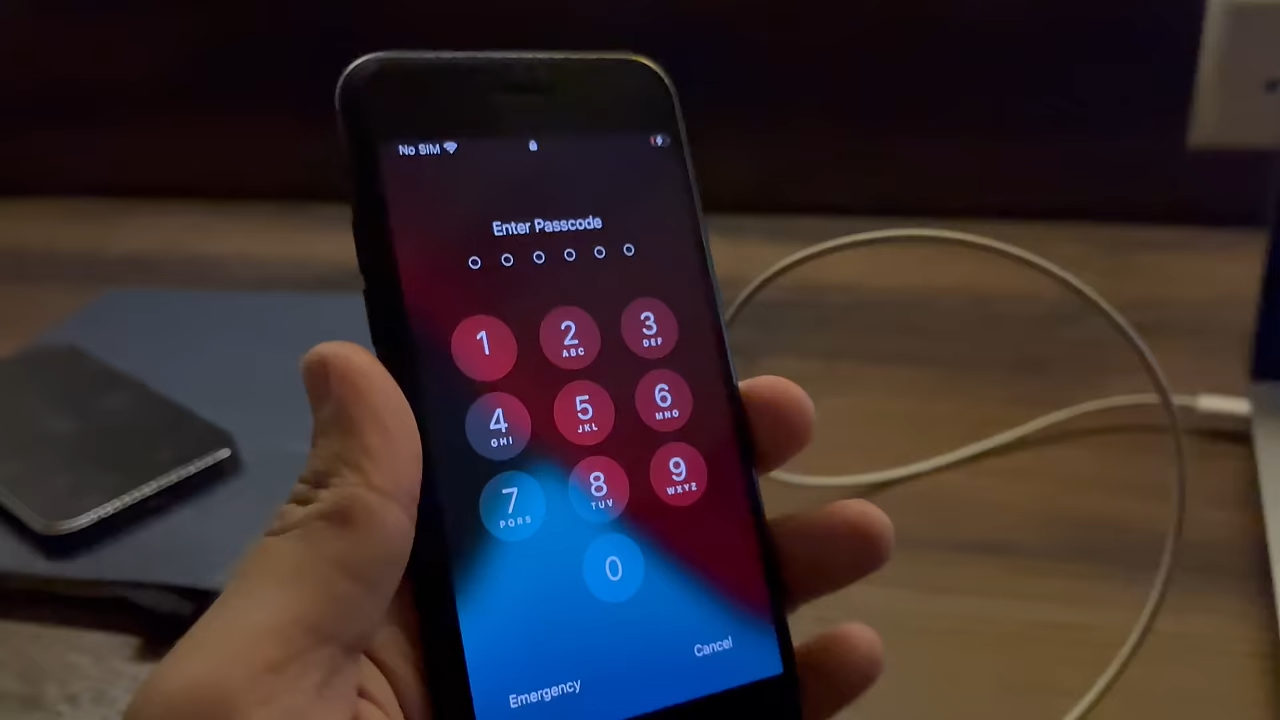 No SIM
Enter Passcode
1
2
ABC
3
DEF
4
GHI
5
JKL
6
MNO
7
PQRS
8
TUV
9
WXYZ
0
Cancel
Emergency